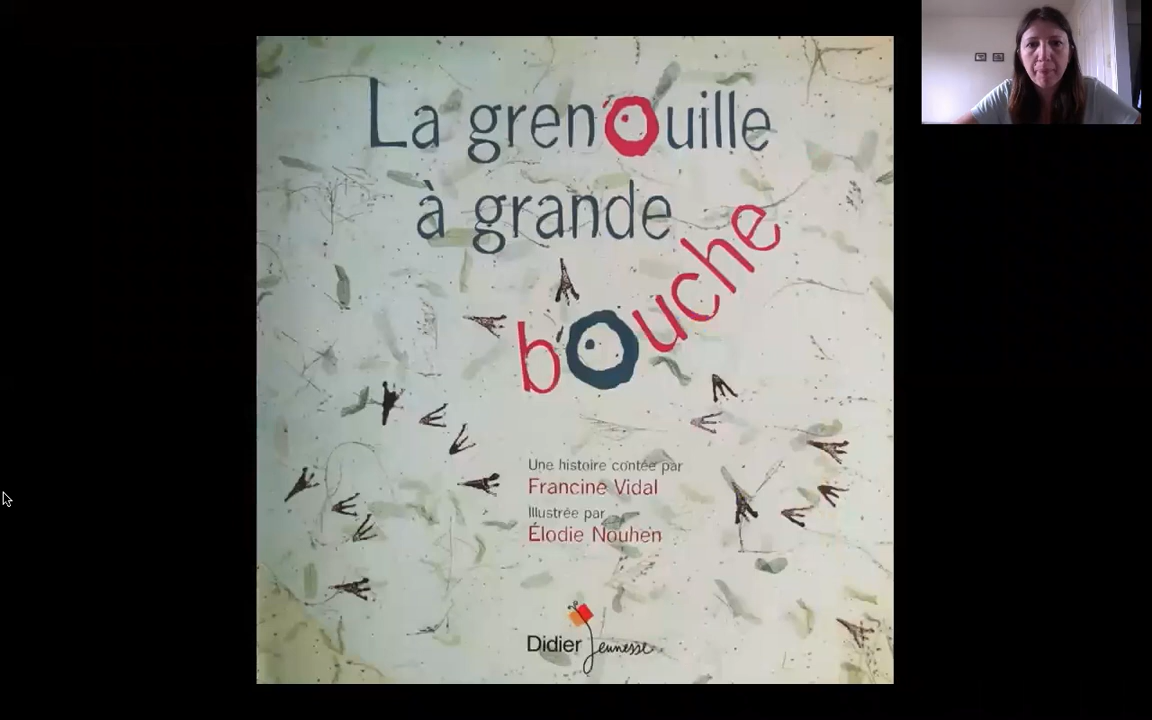 La grenouille
à grande
bouche
Une histoire contée par
Francine Vidal
Illustrée par
Élodie Nouhen
Didier Jeunesse